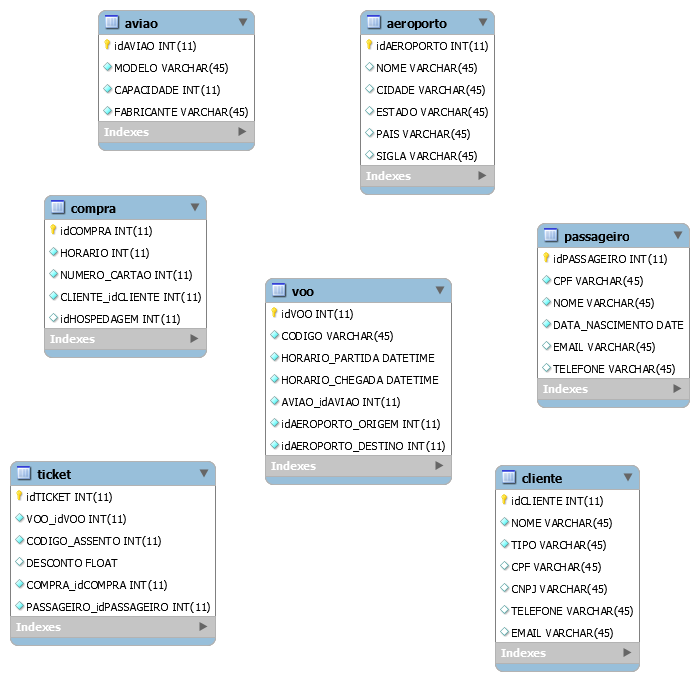 aviao
idAVIAO INT(11)
MODELO VARCHAR(45)
CAPACIDADE INT(11)
FABRICANTE VARCHAR(45)
Indexes
aeroporto
idAEROPORTO INT(11)
NOME VARCHAR(45)
CIDADE VARCHAR(45)
ESTADO VARCHAR(45)
PAIS VARCHAR(45)
SIGLA VARCHAR(45)
Indexes
compra
idCOMPRA INT(11)
HORARIO INT(11)
NUMERO_CARTAO INT(11)
CLIENTE_idCLIENTE INT(11)
idHOSPEDAGEM INT(11)
Indexes
voo
idVOO INT(11)
CODIGO VARCHAR(45)
HORARIO_PARTIDA DATETIME
HORARIO_CHEGADA DATETIME
AVIAO_idAVIAO INT(11)
idAEROPORTO_ORIGEM INT(11)
idAEROPORTO_DESTINO INT(11)
Indexes
passageiro
idPASSAGEIRO INT(11)
CPF VARCHAR(45)
NOME VARCHAR(45)
DATA_NASCIMENTO DATE
EMAIL VARCHAR(45)
TELEFONE VARCHAR(45)
Indexes
ticket
idTICKET INT(11)
VOO_idVOO INT(11)
CODIGO_ASSENTO INT(11)
DESCONTO FLOAT
COMPRA_idCOMPRA INT(11)
PASSAGEIRO_idPASSAGEIRO INT(11)
Indexes
cliente
idCLIENTE INT(11)
NOME VARCHAR(45)
TIPO VARCHAR(45)
CPF VARCHAR(45)
CNPJ VARCHAR(45)
TELEFONE VARCHAR(45)
EMAIL VARCHAR(45)
Indexes